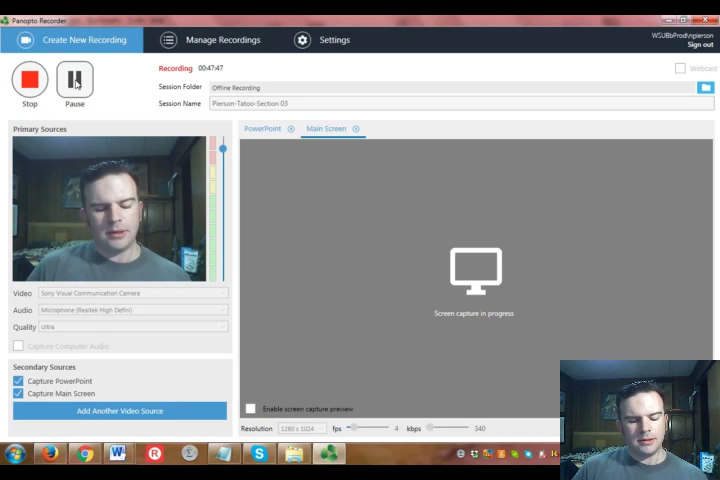 Panopto Recorder
Create New Recording
Manage Recordings
Settings
WSUBbProd\npierson
Sign out
Recording 00:47:47
Webcast
Session Folder Offline Recording
Session Name Pierson-Tatoo-Section 03
Stop
Pause
Primary Sources
PowerPoint
Main Screen
Screen capture in progress
Video Sony Visual Communication Camera
Audio Microphone (Realtek High Defini)
Quality Ultra
Capture Computer Audio
Secondary Sources
Capture PowerPoint
Capture Main Screen
Add Another Video Source
Enable screen capture preview
Resolution 1280 x 1024 fps 4 kbps 340